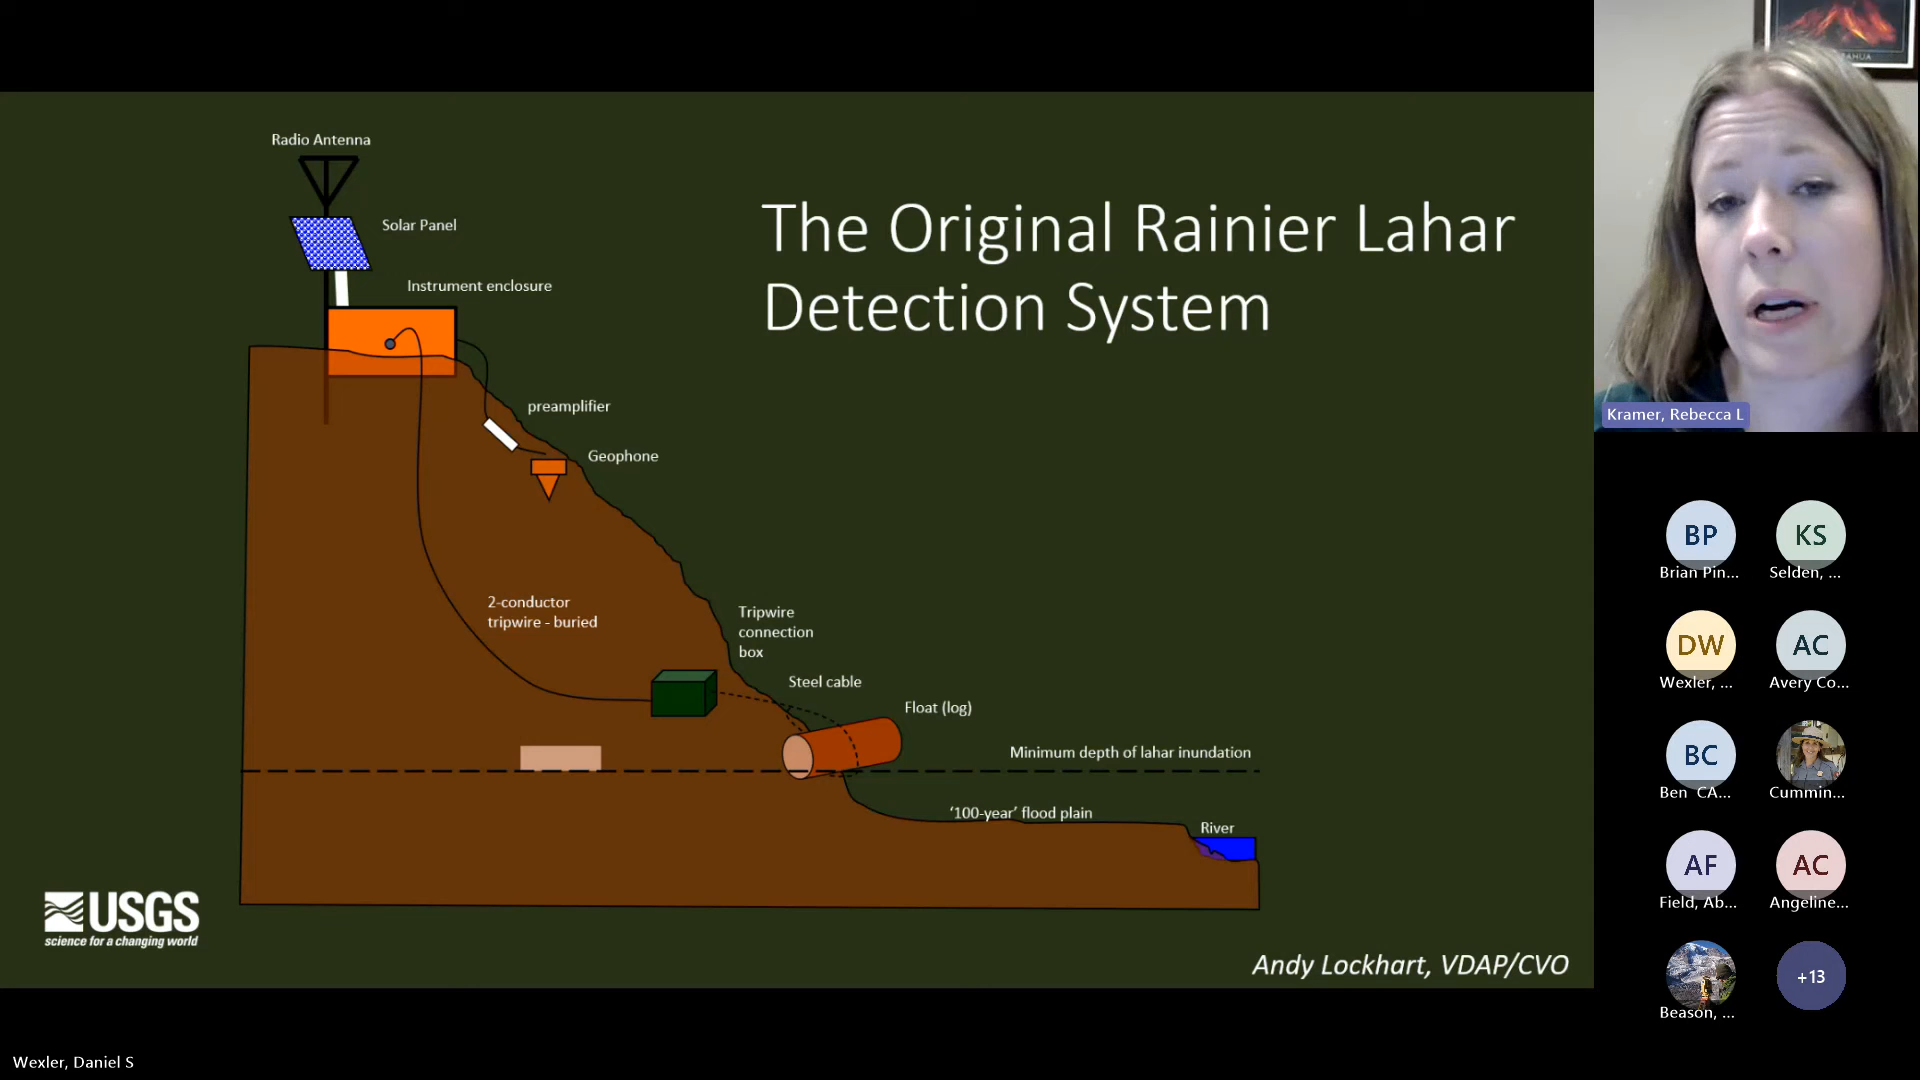 Radio Antenna
Solar Panel
Instrument enclosure
The Original Rainier Lahar
Detection System
preamplifier
Geophone
2-conductor
tripwire - buried
Tripwire
connection
box
Steel cable
Float (log)
Minimum depth of lahar inundation
‘100-year’ flood plain
River
USGS
science for a changing world
Andy Lockhart, VDAP/CVO
Kramer, Rebecca L
BP
Brian Pin...
KS
Selden, ...
DW
Wexler, ...
AC
Avery Co...
BC
Ben CA...
Cummin...
AF
Field, Ab...
AC
Angeline...
Beason, ...
+13
Wexler, Daniel S